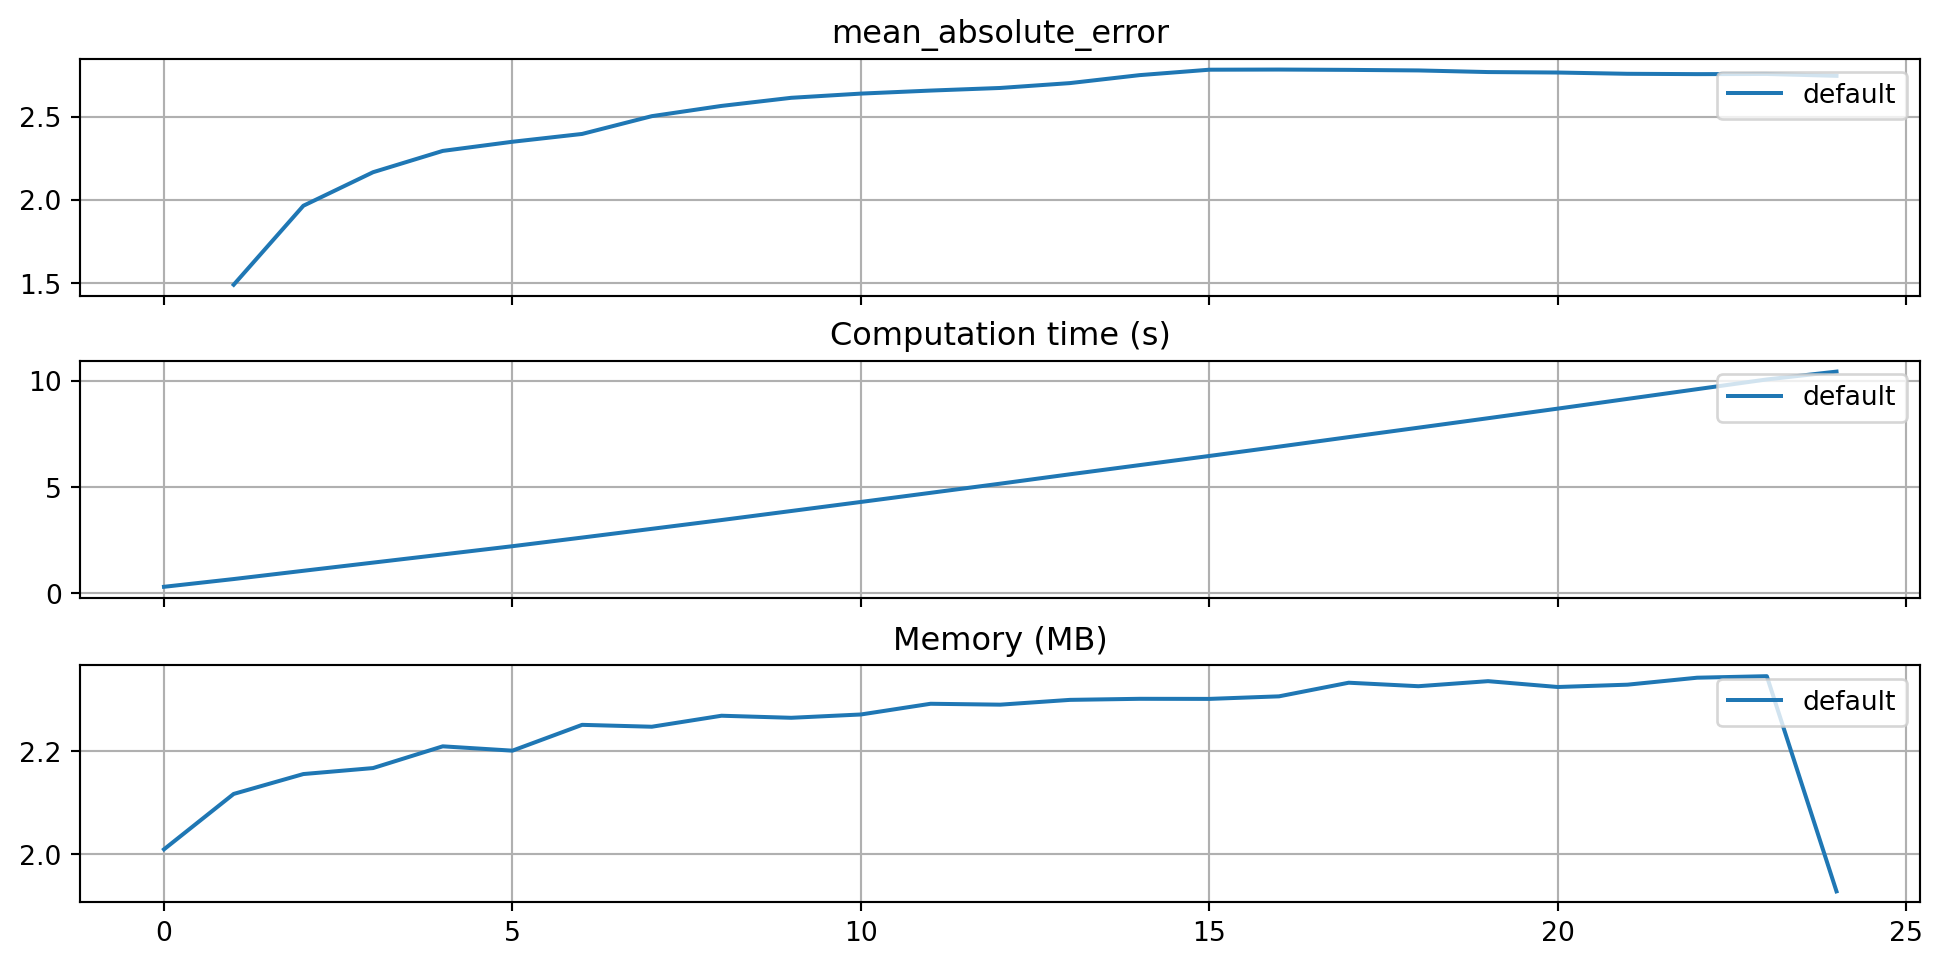 mean_absolute_error
2.5
2.0
1.5
default
Computation time (s)
10
5
0
default
Memory (MB)
2.2
2.0
default
0 5 10 15 20 25